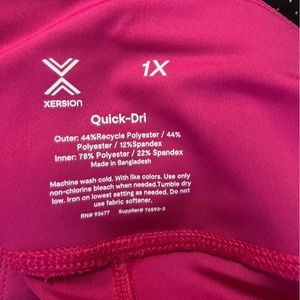 XERSION
1X
Quick-Dri
Outer: 44%Recycle Polyester / 44%
Polyester / 12%Spandex
Inner: 78% Polyester / 22% Spandex
Made in Bangladesh
Machine wash cold. With like colors. Use only
non-chlorine bleach when needed.Tumble dry
low. Iron on lowest setting as needed. Do not
use fabric softener.
RN# 93677 Supplier# 76593-3